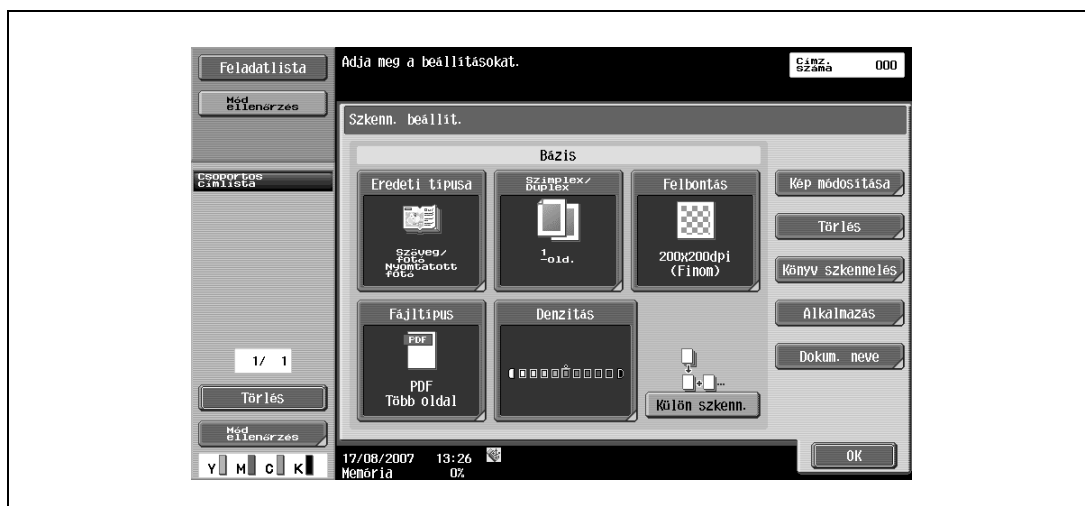 Feladatlista
Mód
ellenőrzés
Csoportos
címlista
1/ 1
Törlés
Mód
ellenőrzés
Y M C K
Adja meg a beállításokat.
Címz.
száma 000
Szkenn. beállít.
Bázis
Eredeti típusa
Szöveg/
fotó
Nyomtatott
fotó
Szimplex/
Duplex
1
-old.
Felbontás
200x200dpi
(Finom)
Fájltípus
PDF
PDF
Több oldal
Denzitás
Külön szkenn.
Kép módosítása
Törlés
Könyv szkennelés
Alkalmazás
Dokum. neve
17/08/2007 13:26
Memória 0%
OK